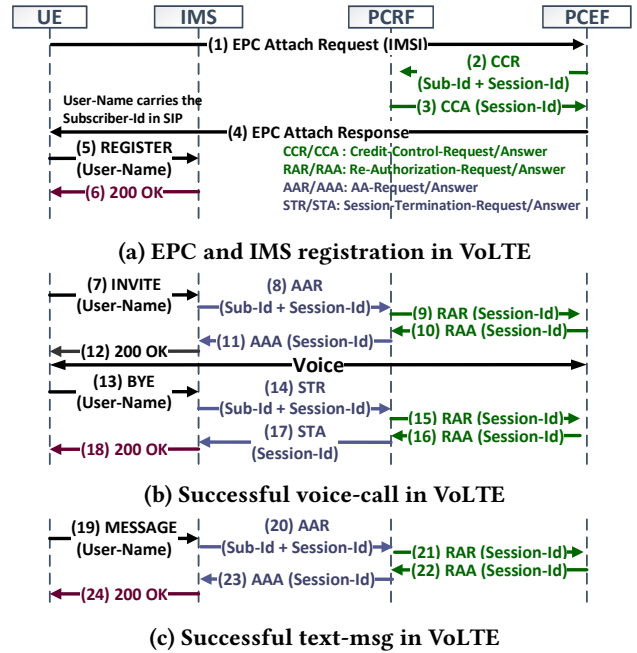 UE IMS PCRF PCEF
(1) EPC Attach Request (IMSI)
(2) CCR
(Sub-Id + Session-Id)
(3) CCA (Session-Id)
User-Name carries the
Subscriber-Id in SIP
(4) EPC Attach Response
(5) REGISTER
(User-Name)
(6) 200 OK
CCR/CCA : Credit-Control-Request/Answer
RAR/RAA: Re-Authorization-Request/Answer
AAR/AAA: AA-Request/Answer
STR/STA: Session-Termination-Request/Answer
(a) EPC and IMS registration in VoLTE
(7) INVITE
(User-Name)
(8) AAR
(Sub-Id + Session-Id)
(9) RAR (Session-Id)
(10) RAA (Session-Id)
(11) AAA (Session-Id)
(12) 200 OK
Voice
(13) BYE
(User-Name)
(14) STR
(Sub-Id + Session-Id)
(15) RAR (Session-Id)
(16) RAA (Session-Id)
(17) STA
(Session-Id)
(18) 200 OK
(b) Successful voice-call in VoLTE
(19) MESSAGE
(User-Name)
(20) AAR
(Sub-Id + Session-Id)
(21) RAR (Session-Id)
(22) RAA (Session-Id)
(23) AAA (Session-Id)
(24) 200 OK
(c) Successful text-msg in VoLTE